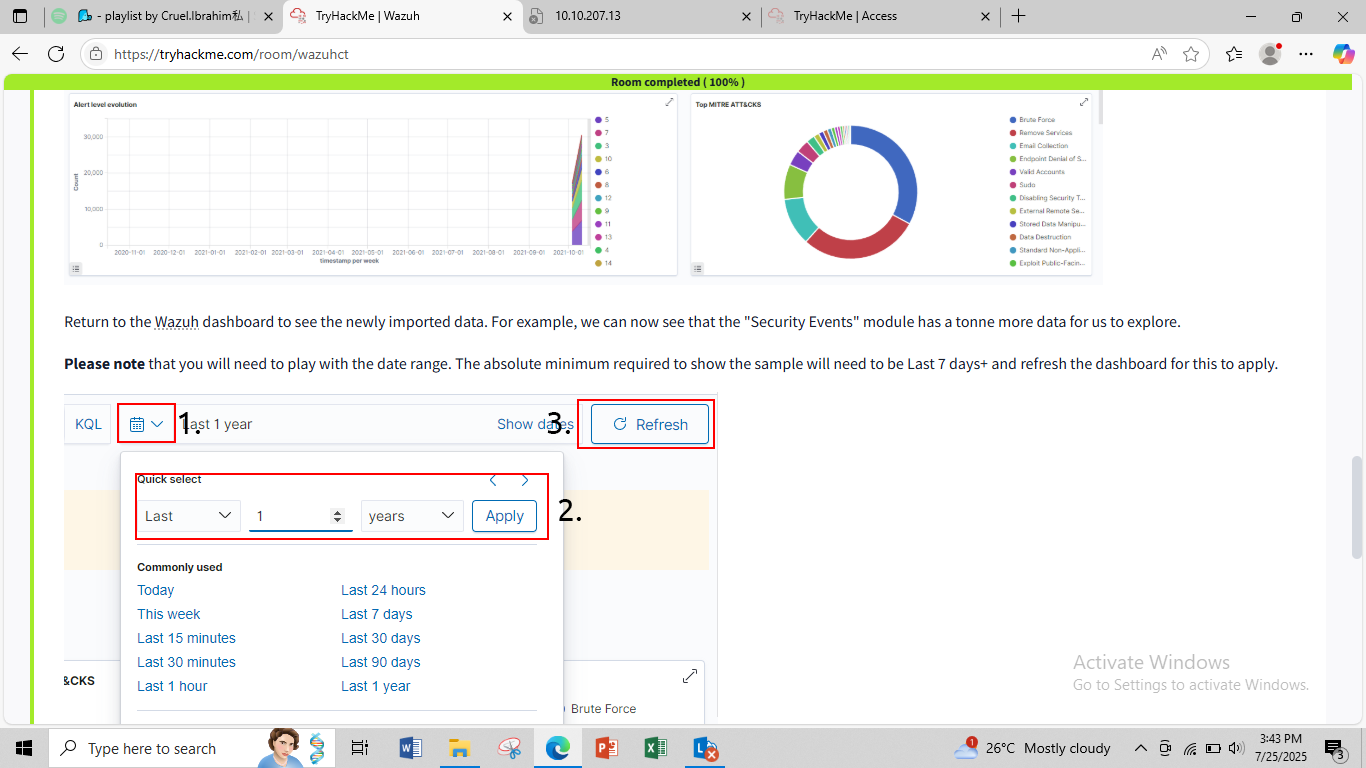 - playlist by Cruel.Ibrahim私 |
TryHackMe | Wazuh
10.10.207.13
TryHackMe | Access
https://tryhackme.com/room/wazuhct
Room completed ( 100% )
Alert level evolution
Count
30,000
20,000
10,000
0
2020-11-01 2020-12-01 2021-01-01 2021-02-01 2021-03-01 2021-04-01 2021-05-01 2021-06-01 2021-07-01 2021-08-01 2021-09-01 2021-10-01
timestamp per week
5
7
3
10
6
8
12
9
11
13
4
14
Top MITRE ATT&CKS
Brute Force
Remove Services
Email Collection
Endpoint Denial of S...
Valid Accounts
Sudo
Disabling Security T...
External Remote Se...
Stored Data Manipu...
Data Destruction
Standard Non-Appli...
Exploit Public-Facin...
Return to the Wazuh dashboard to see the newly imported data. For example, we can now see that the "Security Events" module has a tonne more data for us to explore.
Please note that you will need to play with the date range. The absolute minimum required to show the sample will need to be Last 7 days+ and refresh the dashboard for this to apply.
KQL 1. Last 1 year Show dates 3. Refresh
Quick select
Last 1 years Apply 2.
Commonly used
Today Last 24 hours
This week Last 7 days
Last 15 minutes Last 30 days
Last 30 minutes Last 90 days
Last 1 hour Last 1 year
&CKS
Brute Force
Activate Windows
Go to Settings to activate Windows.
Type here to search
1
26°C Mostly cloudy
3:43 PM
7/25/2025
3